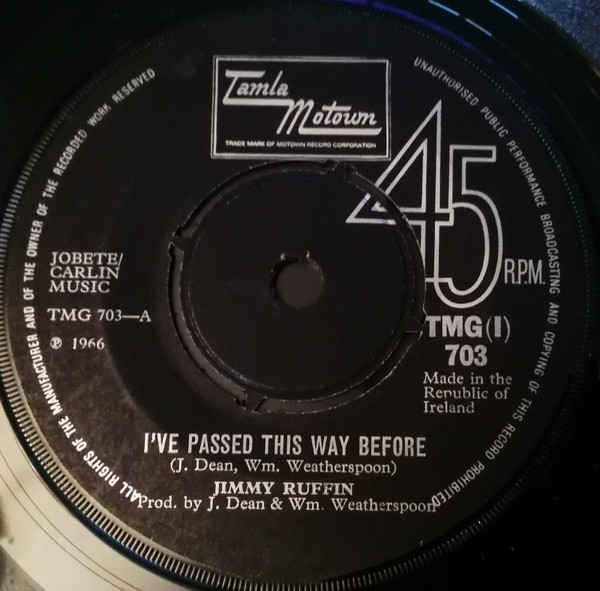 Tamla
Motown
TRADE MARK OF MOTOWN RECORD CORPORATION
45
R.P.M.
JOBETE/
CARLIN
MUSIC
TMG 703—A
℗ 1966
TMG(I)
703
Made in the
Republic of
Ireland
I'VE PASSED THIS WAY BEFORE
(J. Dean, Wm. Weatherspoon)
JIMMY RUFFIN
Prod. by J. Dean & Wm. Weatherspoon
ALL RIGHTS OF THE MANUFACTURER AND OF THE OWNER OF THE RECORDED WORK RESERVED
UNAUTHORISED PUBLIC PERFORMANCE BROADCASTING AND COPYING OF THIS RECORD PROHIBITED